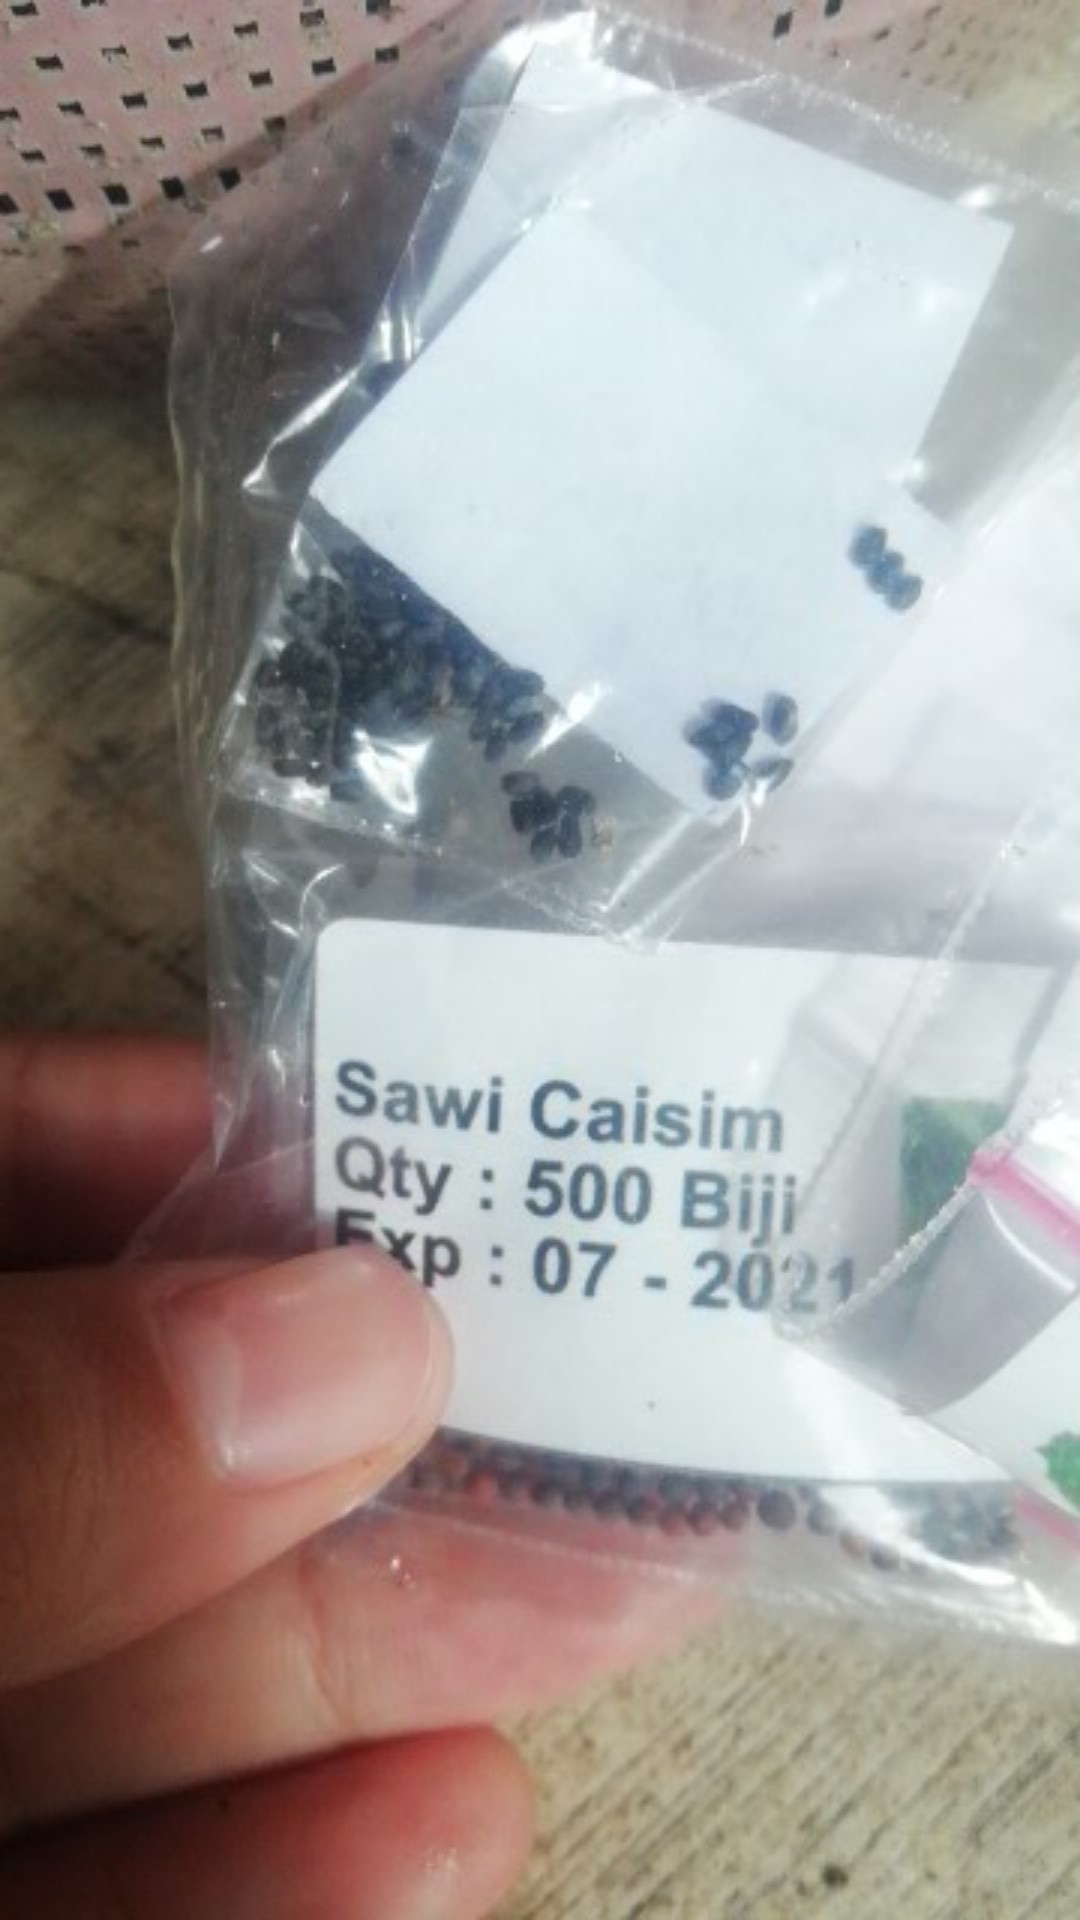 Sawi Caisim
Qty : 500 Biji
Exp : 07 - 2021